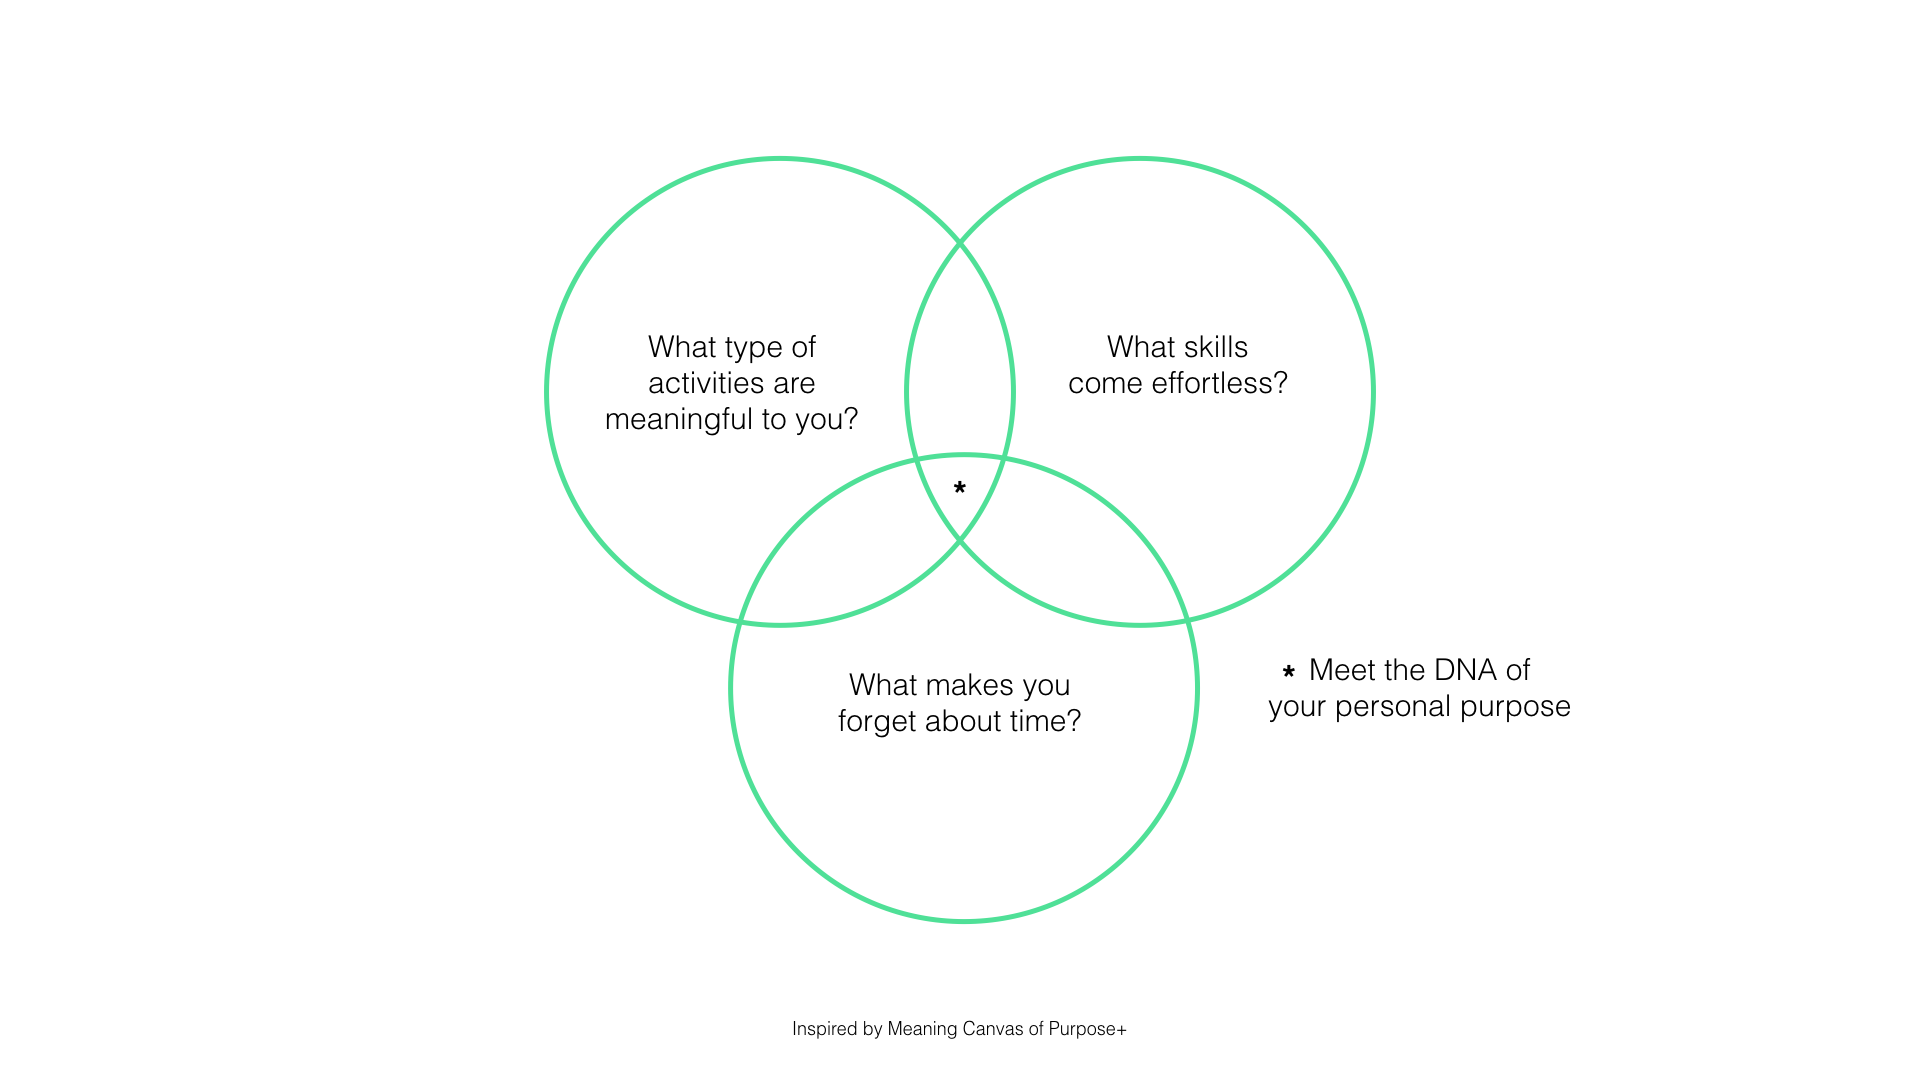 What type of
activities are
meaningful to you?
What skills
come effortless?
*
What makes you
forget about time?
* Meet the DNA of
your personal purpose
Inspired by Meaning Canvas of Purpose+